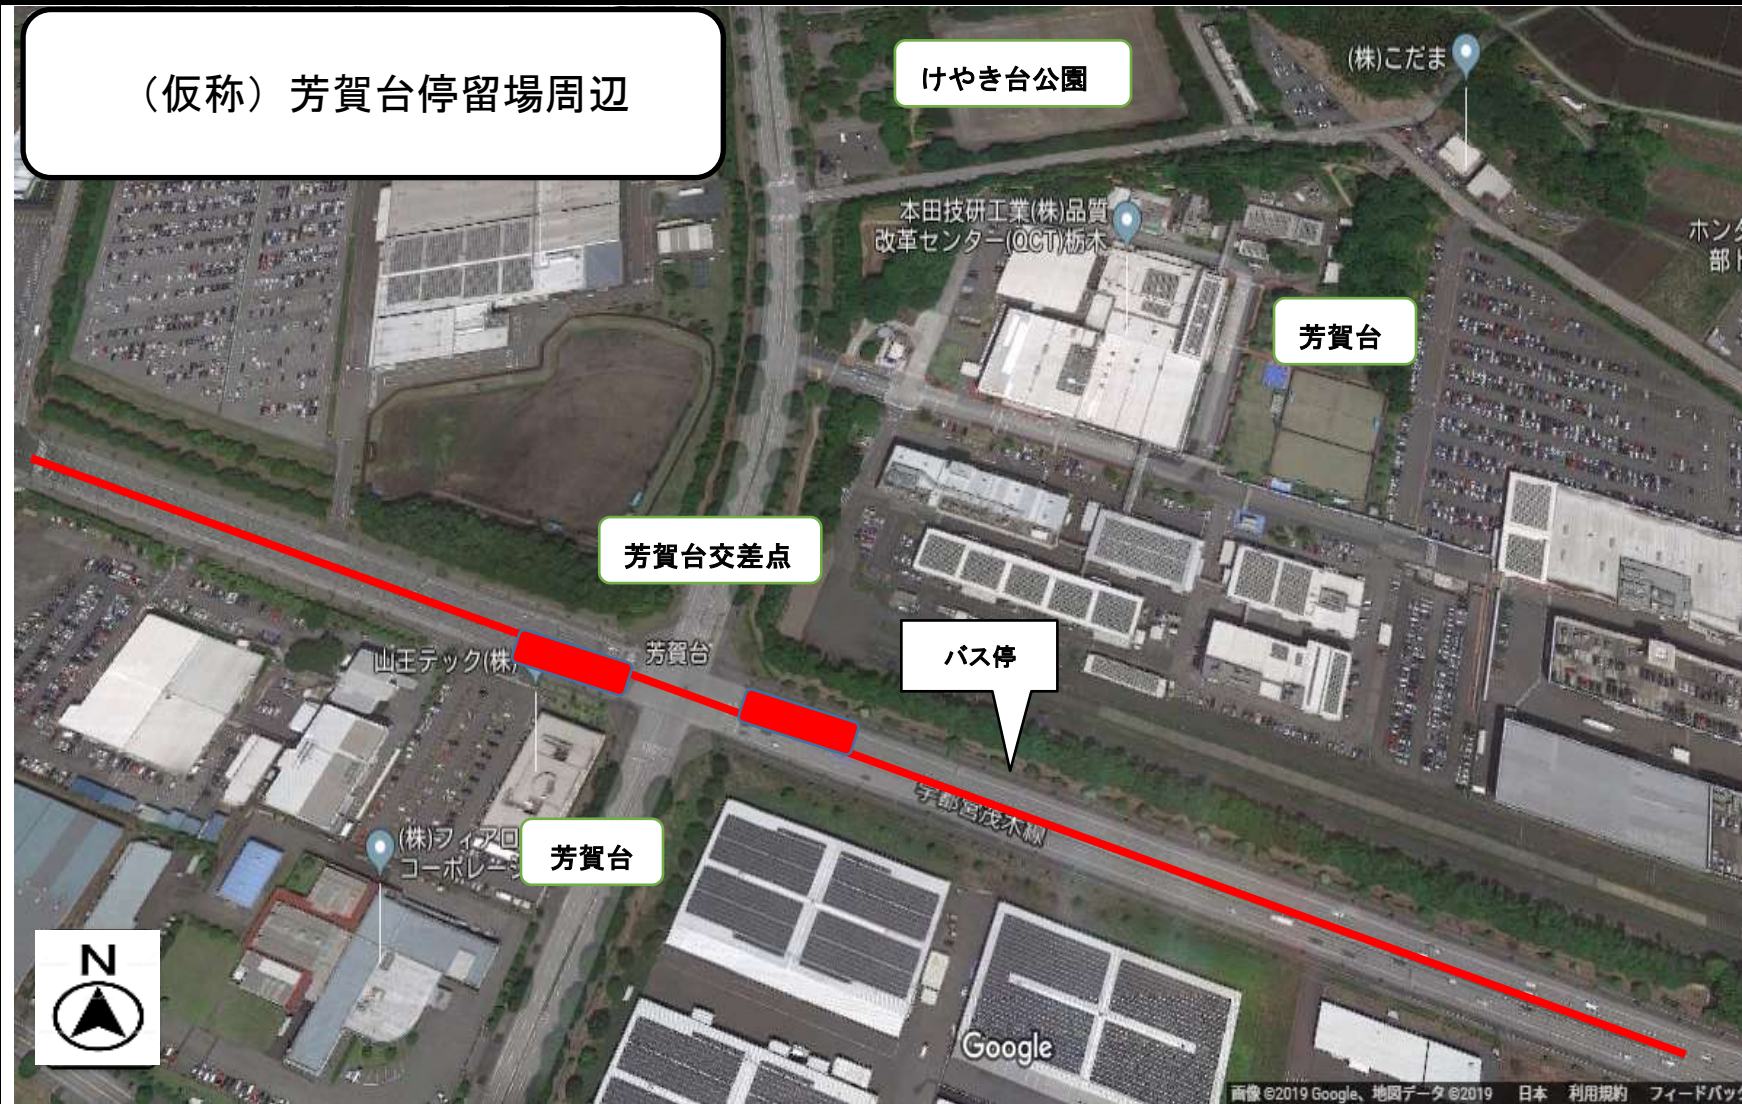 （仮称）芳賀台停留場周辺
けやき台公園
(株)こだま
本田技研工業(株)品質
改革センター(QCT)栃木
ホンダ
部ト
芳賀台
芳賀台交差点
山王テック(株)
芳賀台
バス停
宇都宮茂木線
(株)フィアロ
コーポレー
芳賀台
N
Google
画像 ©2019 Google、地図データ ©2019 日本 利用規約 フィードバック